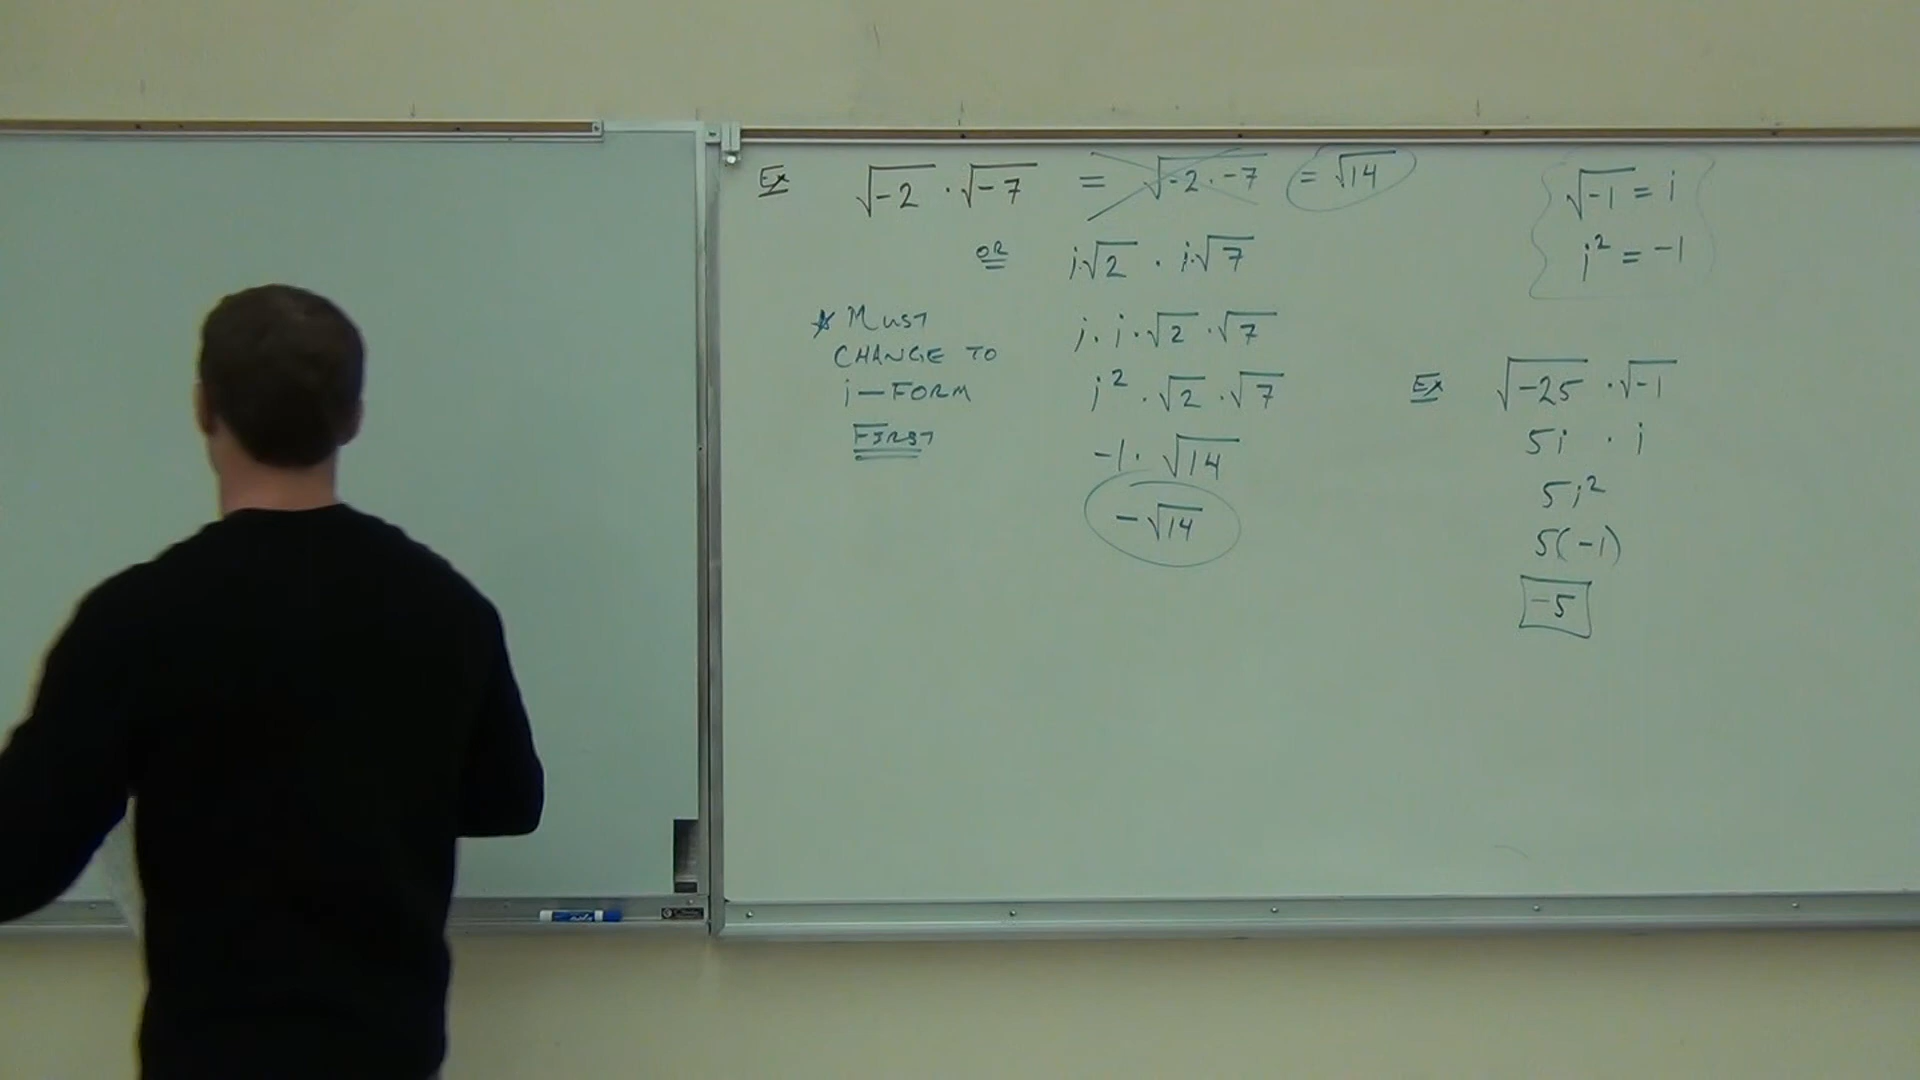 Ex √-2 · √-7 = √-2 · -7 = √14
OR i·√2 · i·√7
* MUST
CHANGE TO
i-FORM
FIRST
i · i · √2 · √7
i² · √2 · √7
-1 · √14
-√14
√-1 = i
i² = -1
Ex √-25 · √-1
5i · i
5i²
5(-1)
-5